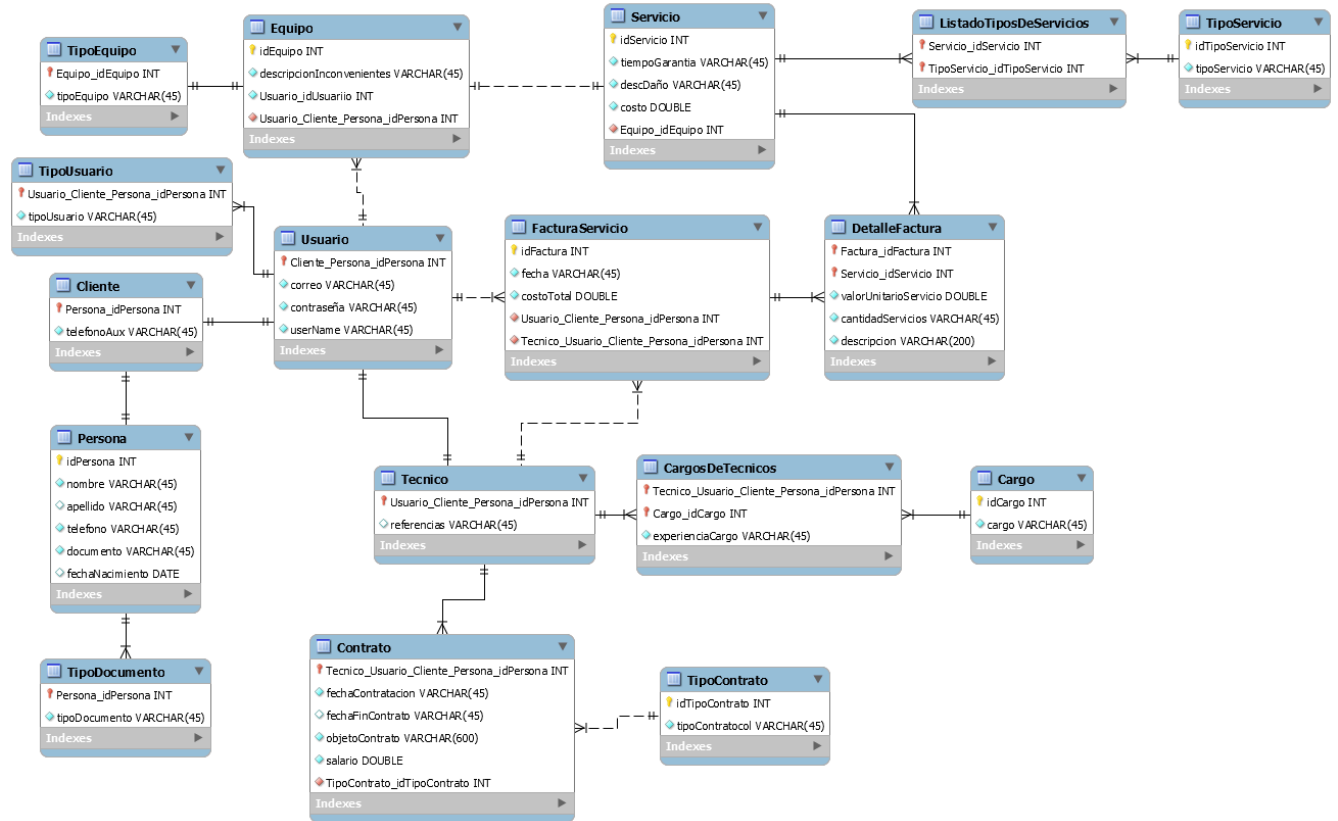 TipoEquipo
Equipo_idEquipo INT
tipoEquipo VARCHAR(45)
Indexes
Equipo
idEquipo INT
descripcionInconvenientes VARCHAR(45)
Usuario_idUsuariio INT
Usuario_Cliente_Persona_idPersona INT
Indexes
Servicio
idServicio INT
tiempoGarantia VARCHAR(45)
descDaño VARCHAR(45)
costo DOUBLE
Equipo_idEquipo INT
Indexes
ListadoTiposDeServicios
Servicio_idServicio INT
TipoServicio_idTipoServicio INT
Indexes
TipoServicio
idTipoServicio INT
tipoServicio VARCHAR(45)
Indexes
TipoUsuario
Usuario_Cliente_Persona_idPersona INT
tipoUsuario VARCHAR(45)
Indexes
Usuario
Cliente_Persona_idPersona INT
correo VARCHAR(45)
contraseña VARCHAR(45)
userName VARCHAR(45)
Indexes
FacturaServicio
idFactura INT
fecha VARCHAR(45)
costoTotal DOUBLE
Usuario_Cliente_Persona_idPersona INT
Tecnico_Usuario_Cliente_Persona_idPersona INT
Indexes
DetalleFactura
Factura_idFactura INT
Servicio_idServicio INT
valorUnitarioServicio DOUBLE
cantidadServicios VARCHAR(45)
descripcion VARCHAR(200)
Indexes
Cliente
Persona_idPersona INT
telefonoAux VARCHAR(45)
Indexes
Persona
idPersona INT
nombre VARCHAR(45)
apellido VARCHAR(45)
telefono VARCHAR(45)
documento VARCHAR(45)
fechaNacimiento DATE
Indexes
Tecnico
Usuario_Cliente_Persona_idPersona INT
referencias VARCHAR(45)
Indexes
CargosDeTecnicos
Tecnico_Usuario_Cliente_Persona_idPersona INT
Cargo_idCargo INT
experienciaCargo VARCHAR(45)
Indexes
Cargo
idCargo INT
cargo VARCHAR(45)
Indexes
TipoDocumento
Persona_idPersona INT
tipoDocumento VARCHAR(45)
Indexes
Contrato
Tecnico_Usuario_Cliente_Persona_idPersona INT
fechaContratacion VARCHAR(45)
fechaFinContrato VARCHAR(45)
objetoContrato VARCHAR(600)
salario DOUBLE
TipoContrato_idTipoContrato INT
Indexes
TipoContrato
idTipoContrato INT
tipoContratocol VARCHAR(45)
Indexes